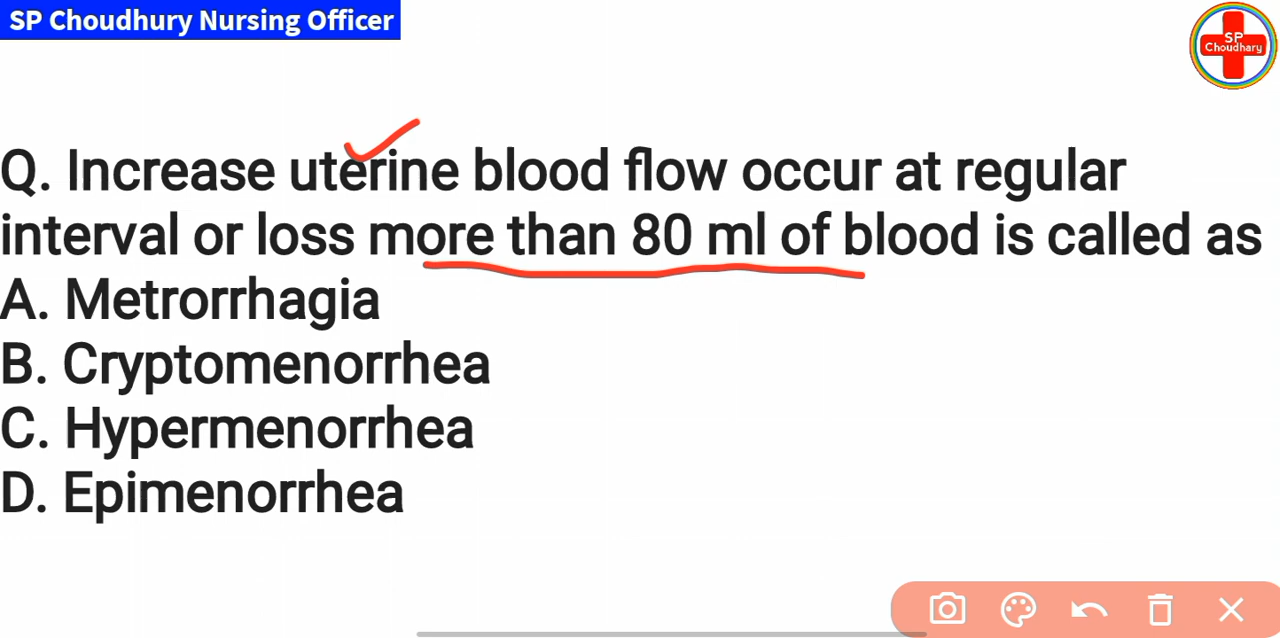 SP Choudhury Nursing Officer
SP
Choudhary
Q. Increase uterine blood flow occur at regular
interval or loss more than 80 ml of blood is called as
A. Metrorrhagia
B. Cryptomenorrhea
C. Hypermenorrhea
D. Epimenorrhea